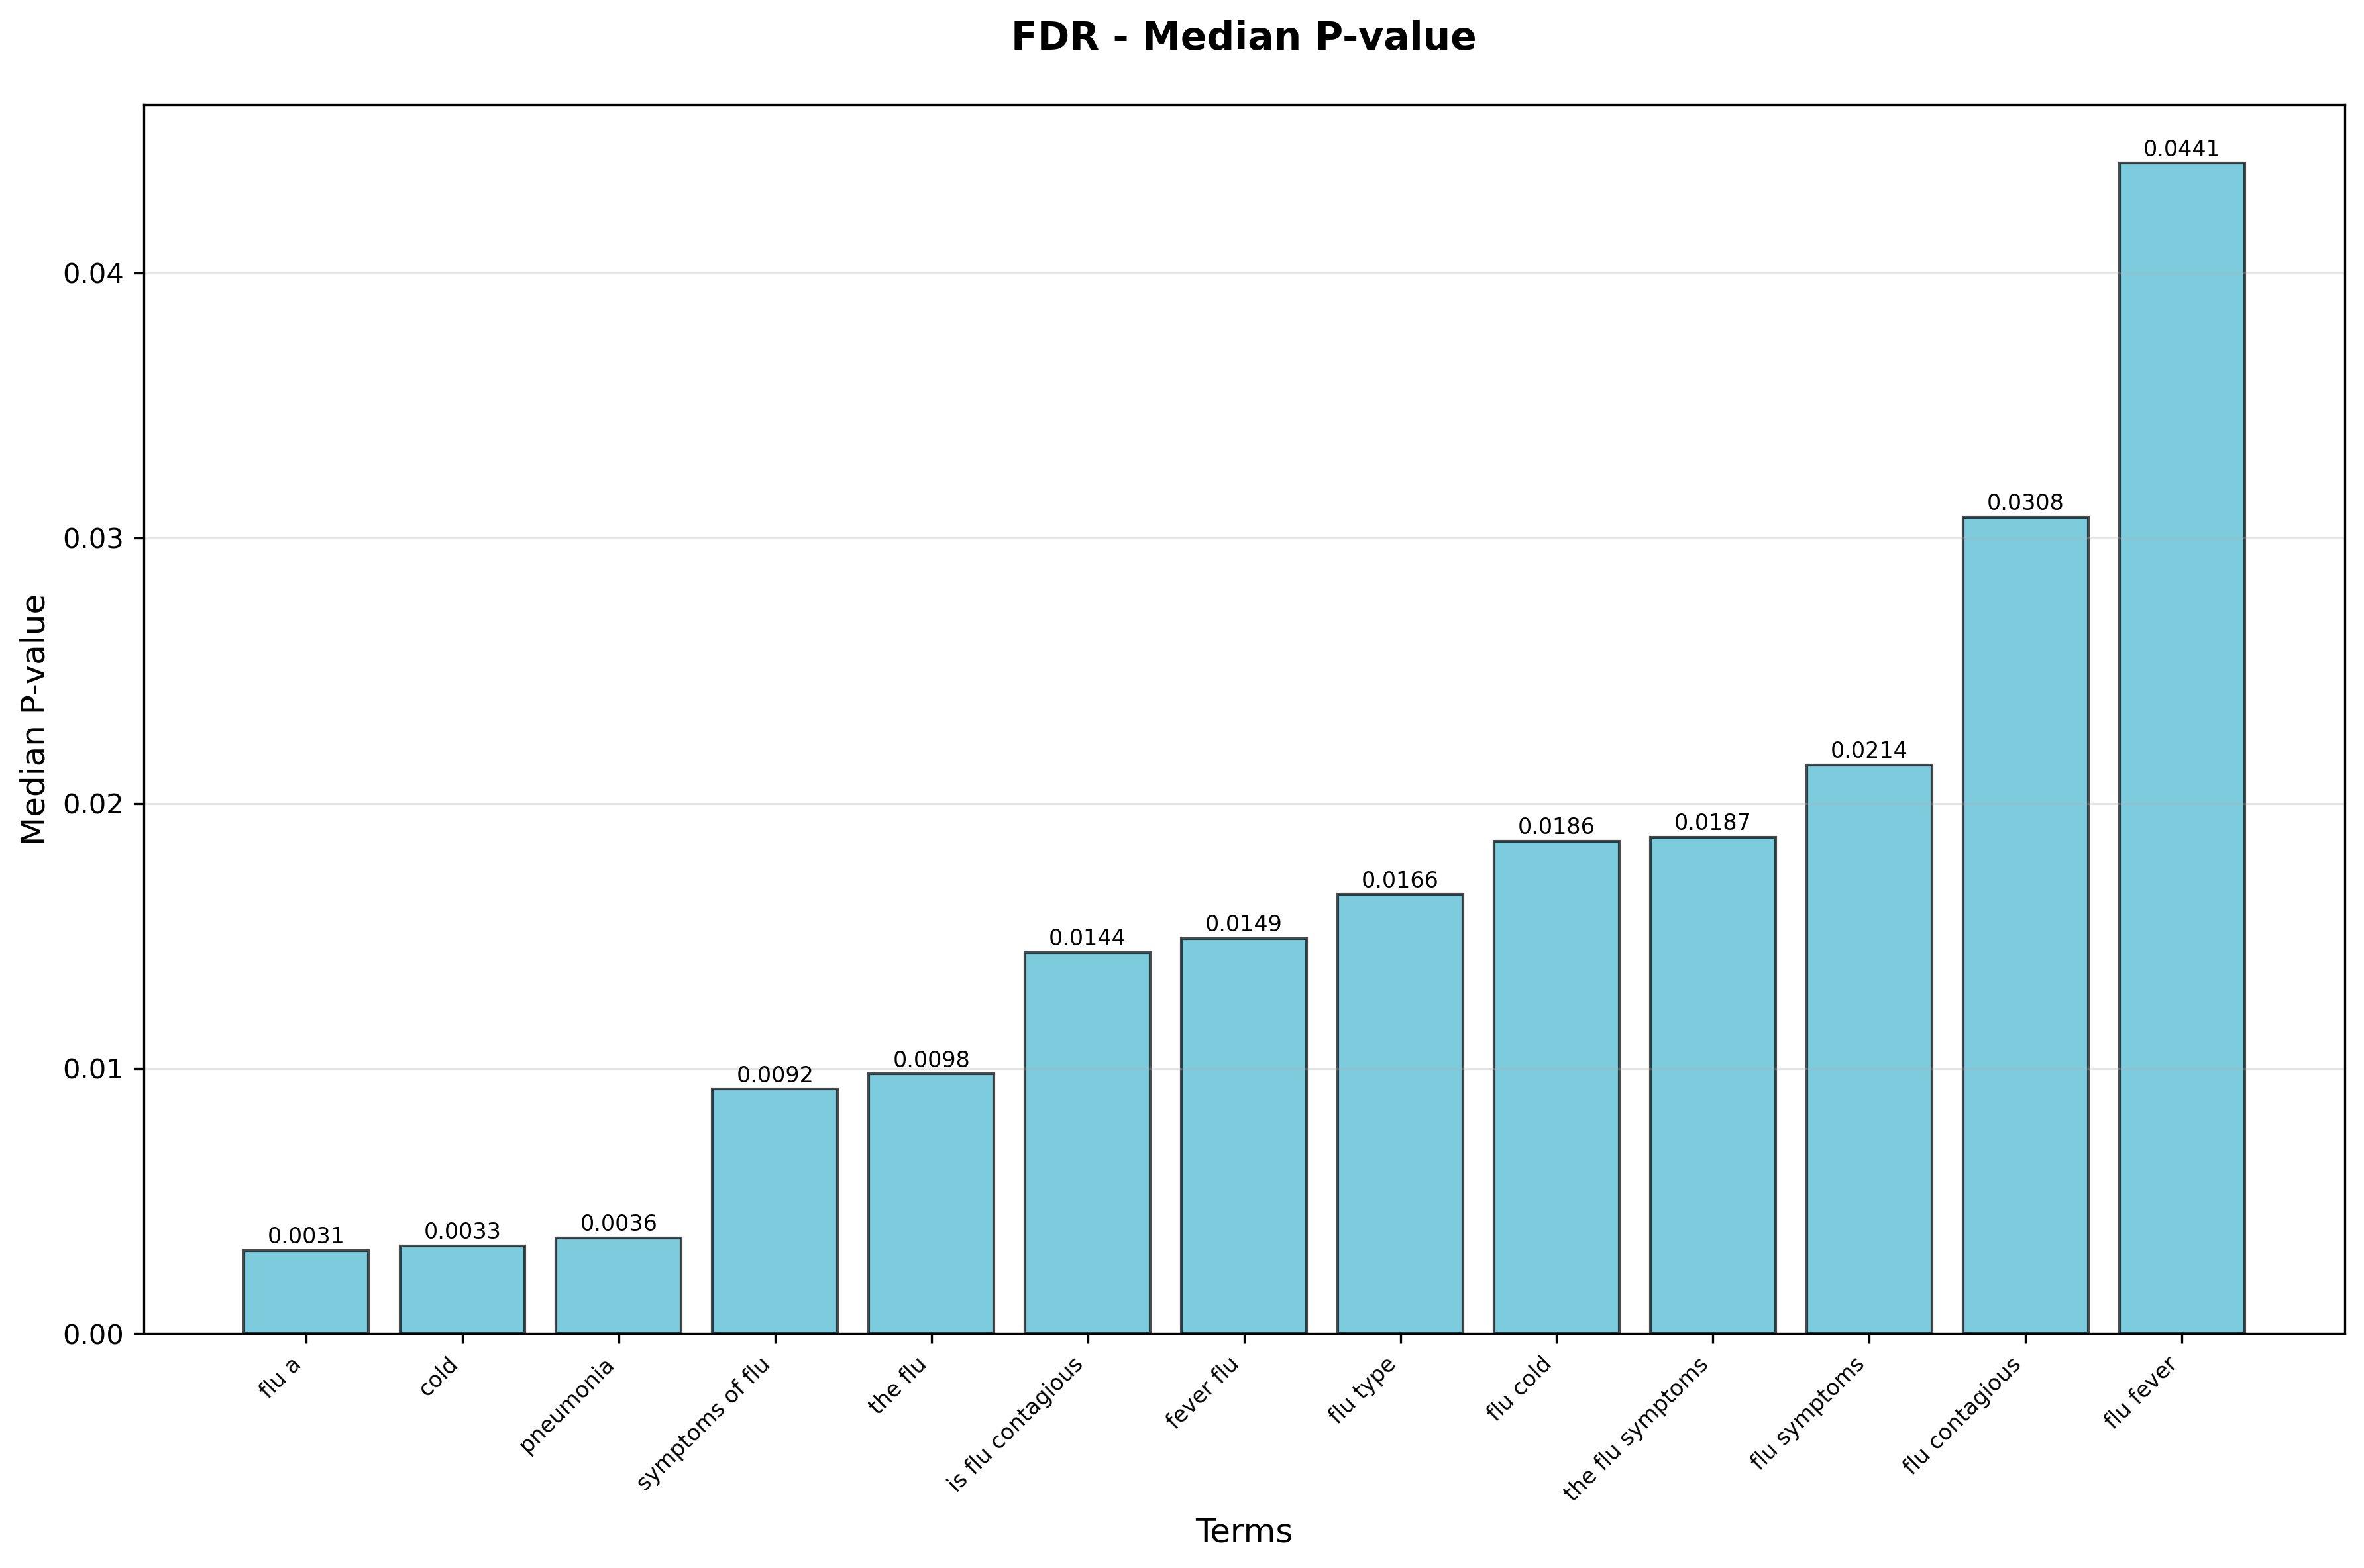 FDR - Median P-value
Median P-value
0.04
0.03
0.02
0.01
0.00
0.0031
0.0033
0.0036
0.0092
0.0098
0.0144
0.0149
0.0166
0.0186
0.0187
0.0214
0.0308
0.0441
flu a
cold
pneumonia
symptoms of flu
the flu
is flu contagious
fever flu
flu type
flu cold
the flu symptoms
flu symptoms
flu contagious
flu fever
Terms